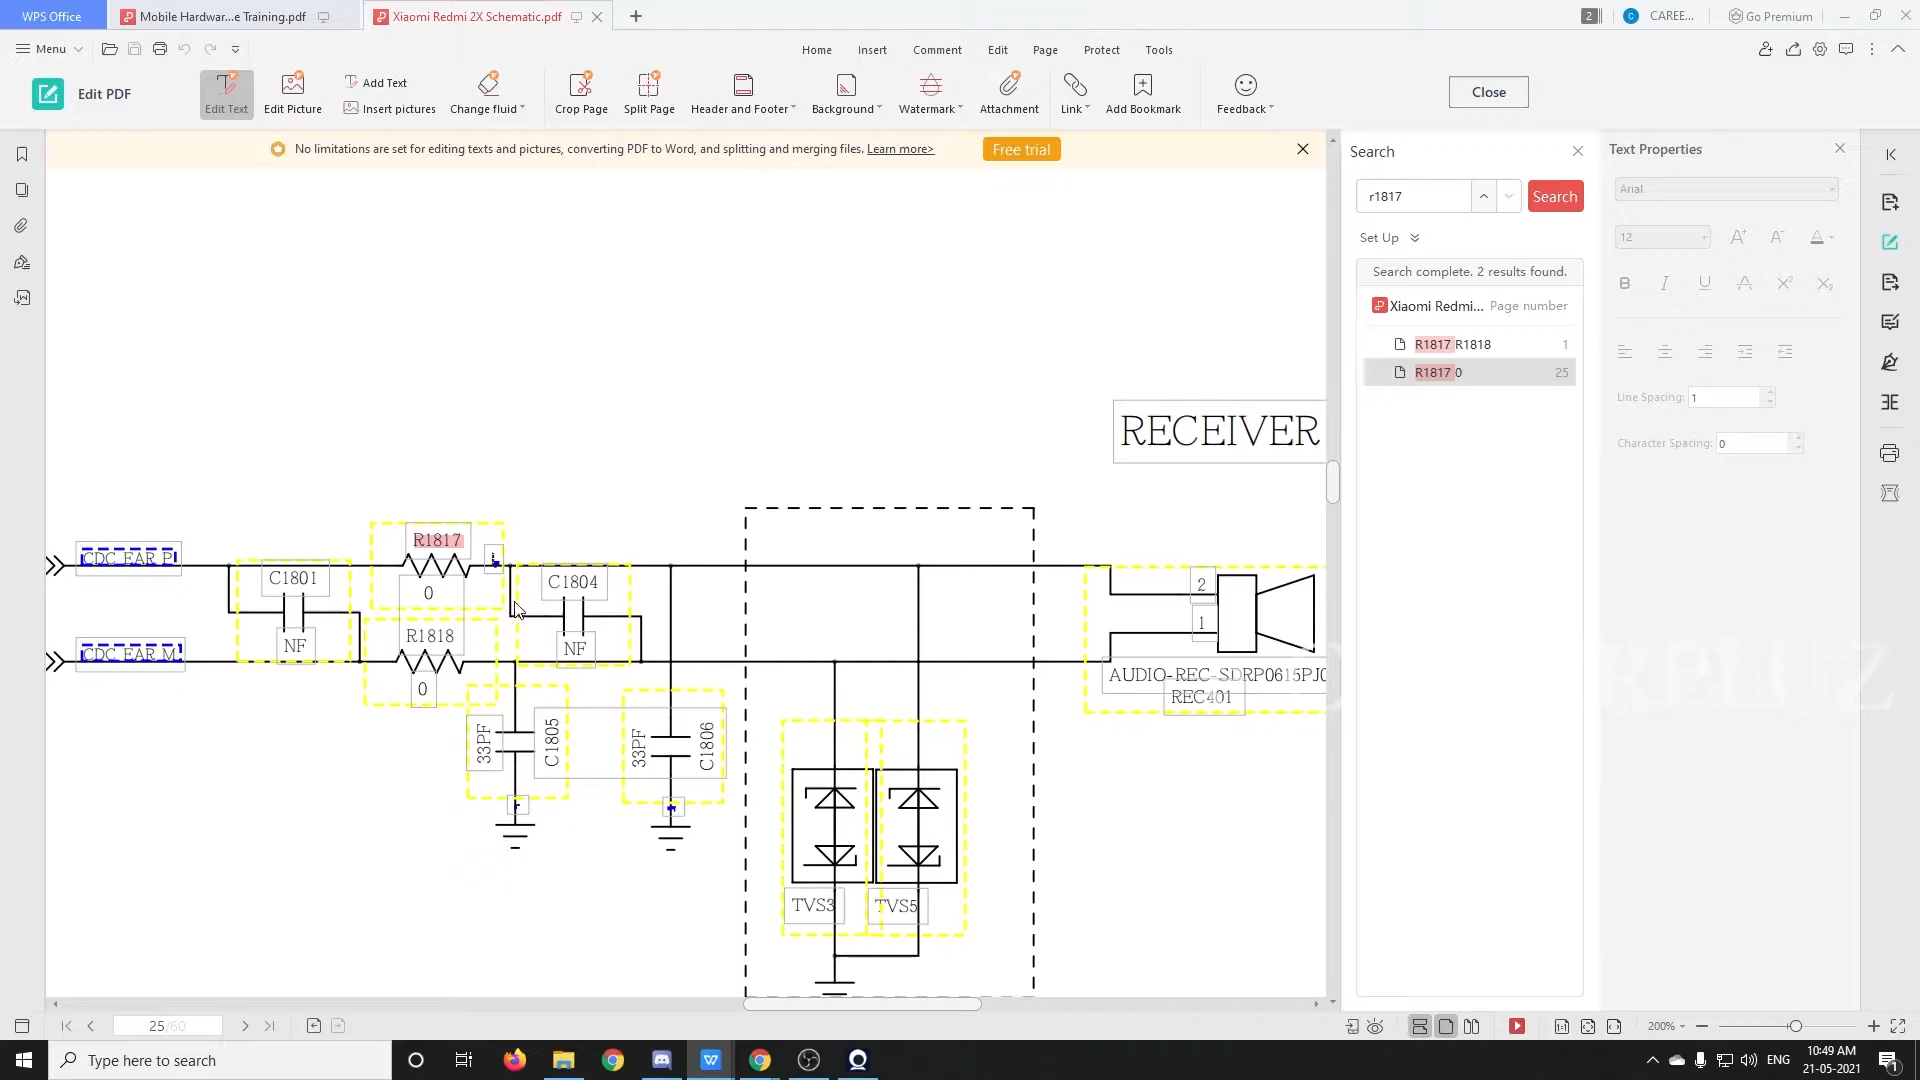 WPS Office
Mobile Hardwar...e Training.pdf
Xiaomi Redmi 2X Schematic.pdf
2
C
CAREE...
Go Premium
Menu
Home
Insert
Comment
Edit
Page
Protect
Tools
Edit PDF
Edit Text
Edit Picture
Add Text
Insert pictures
Change fluid
Crop Page
Split Page
Header and Footer
Background
Watermark
Attachment
Link
Add Bookmark
Feedback
Close
No limitations are set for editing texts and pictures, converting PDF to Word, and splitting and merging files. Learn more>
Free trial
Search
Text Properties
r1817
Search
Arial
Set Up
12
Search complete. 2 results found.
Xiaomi Redmi... Page number
R1817 R1818 1
R1817 0 25
Line Spacing: 1
Character Spacing: 0
RECEIVER
CDC_EAR_P
R1817
C1801
0
C1804
2
1
CDC_EAR_M
R1818
NF
NF
0
AUDIO-REC-SDRP0615PJ0
REC401
33PF
C1805
33PF
C1806
TVS3
TVS5
25/60
200%
Type here to search
ENG
10:49 AM
21-05-2021
1